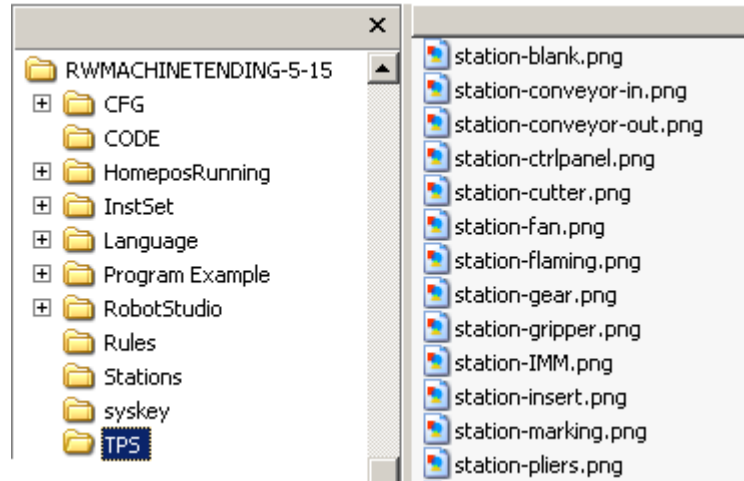 RWMACHINETENDING-5-15
CFG
CODE
HomeposRunning
InstSet
Language
Program Example
RobotStudio
Rules
Stations
syskey
TPS
station-blank.png
station-conveyor-in.png
station-conveyor-out.png
station-ctrlpanel.png
station-cutter.png
station-fan.png
station-flaming.png
station-gear.png
station-gripper.png
station-IMM.png
station-insert.png
station-marking.png
station-pliers.png